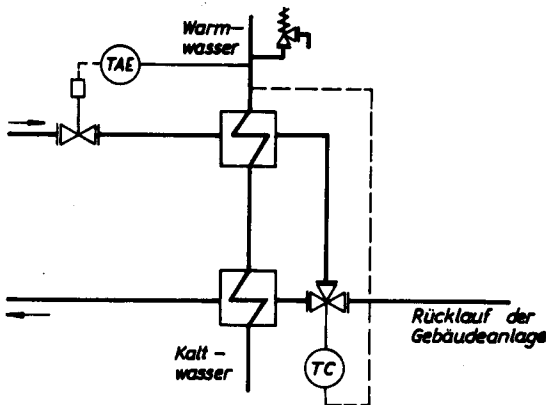 Warm-
wasser
TAE
Rücklauf der
Gebäudeanlage
Kalt-
wasser
TC